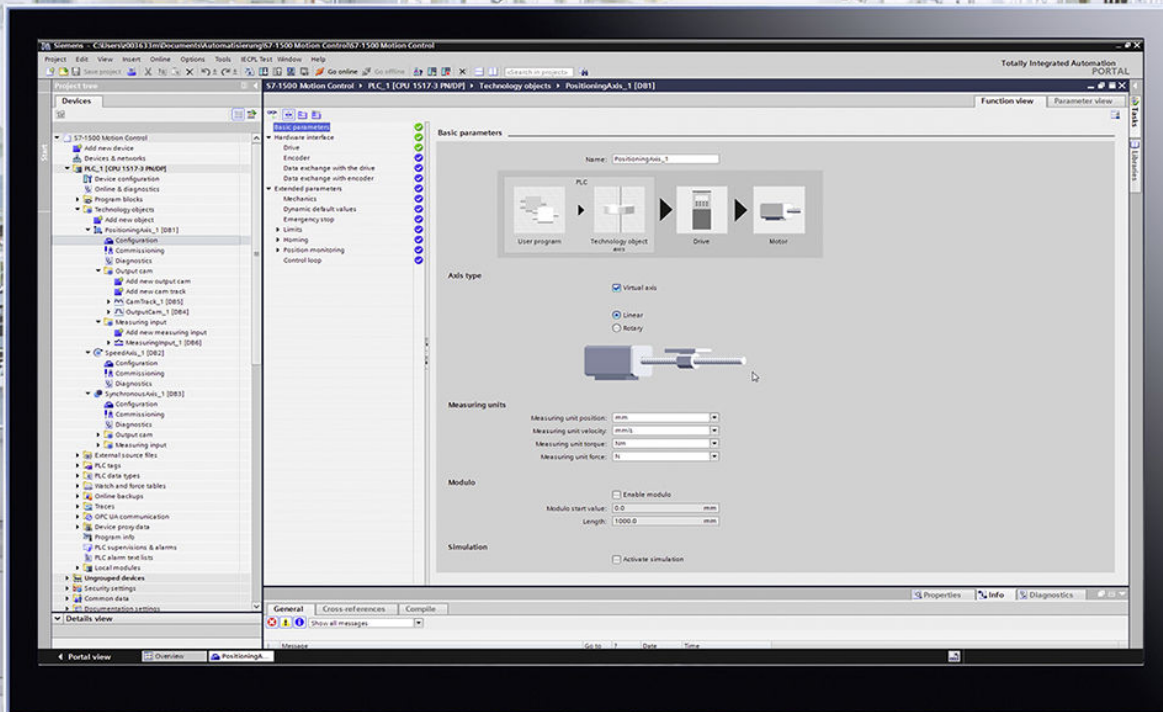 Siemens - C:\Users\z003633m\Documents\Automatisierung\S7-1500 Motion Control\S7-1500 Motion Control
Project Edit View Insert Online Options Tools IECPL Test Window Help
Totally Integrated Automation
PORTAL
Save project Go online Go offline <Search in project>
Project tree
S7-1500 Motion Control PLC_1 [CPU 1517-3 PN/DP] Technology objects PositioningAxis_1 [DB1]
Devices
Function view Parameter view
Start
Tasks
Libraries
S7-1500 Motion Control
Add new device
Devices & networks
PLC_1 [CPU 1517-3 PN/DP]
Device configuration
Online & diagnostics
Program blocks
Technology objects
Add new object
PositioningAxis_1 [DB1]
Configuration
Commissioning
Diagnostics
Output cam
Add new output cam
Add new cam track
CamTrack_1 [DB5]
OutputCam_1 [DB4]
Measuring input
Add new measuring input
MeasuringInput_1 [DB6]
SpeedAxis_1 [DB2]
Configuration
Commissioning
Diagnostics
SynchronousAxis_1 [DB3]
Configuration
Commissioning
Diagnostics
Output cam
Measuring input
External source files
PLC tags
PLC data types
Watch and force tables
Online backups
Traces
OPC UA communication
Device proxy data
Program info
PLC supervisions & alarms
PLC alarm text lists
Local modules
Ungrouped devices
Security settings
Common data
Documentation settings
Details view
Basic parameters
Hardware interface
Drive
Encoder
Data exchange with the drive
Data exchange with encoder
Extended parameters
Mechanics
Dynamic default values
Emergency stop
Limits
Homing
Position monitoring
Control loop
Basic parameters
Name: PositioningAxis_1
PLC
User program Technology object Drive Motor
axis
Axis type
Virtual axis
Linear
Rotary
Measuring units
Measuring unit position: mm
Measuring unit velocity: mm/s
Measuring unit torque: Nm
Measuring unit force: N
Modulo
Enable modulo
Modulo start value: 0.0 mm
Length: 1000.0 mm
Simulation
Activate simulation
Properties Info Diagnostics
General Cross-references Compile
Show all messages
! Message Go to ? Date Time
Portal view Overview PositioningA...